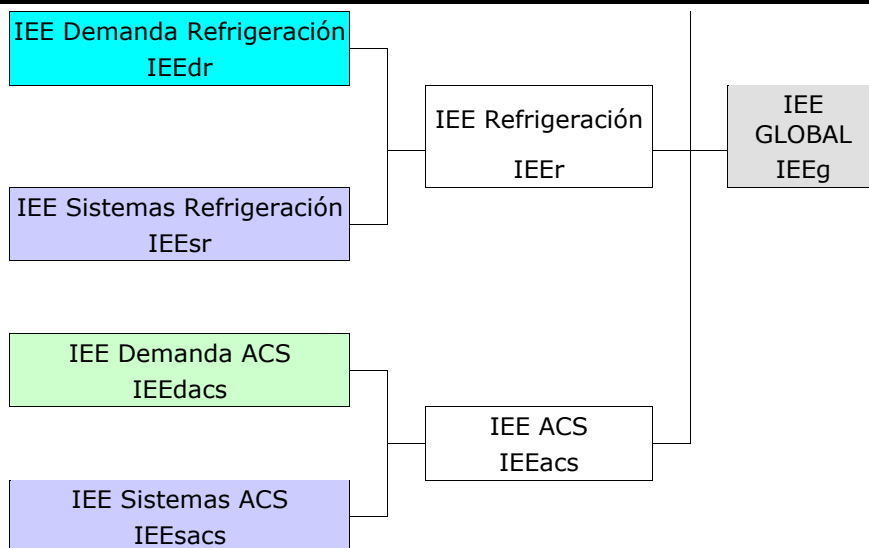 IEE Demanda Refrigeración
IEEdr
IEE Refrigeración
IEEr
IEE
GLOBAL
IEEg
IEE Sistemas Refrigeración
IEEsr
IEE Demanda ACS
IEEdacs
IEE ACS
IEEacs
IEE Sistemas ACS
IEEsacs